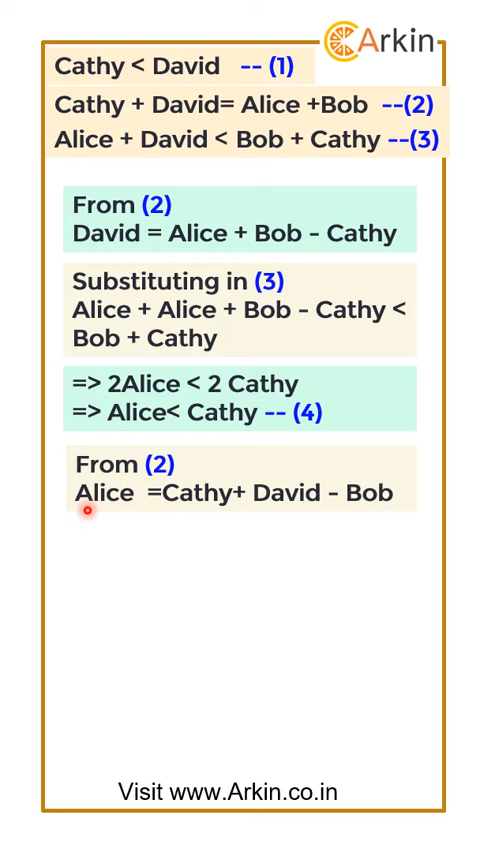 Arkin
Cathy < David -- (1)
Cathy + David= Alice +Bob --(2)
Alice + David < Bob + Cathy --(3)
From (2)
David = Alice + Bob - Cathy
Substituting in (3)
Alice + Alice + Bob - Cathy <
Bob + Cathy
=> 2Alice < 2 Cathy
=> Alice< Cathy -- (4)
From (2)
Alice =Cathy+ David - Bob
Visit www.Arkin.co.in